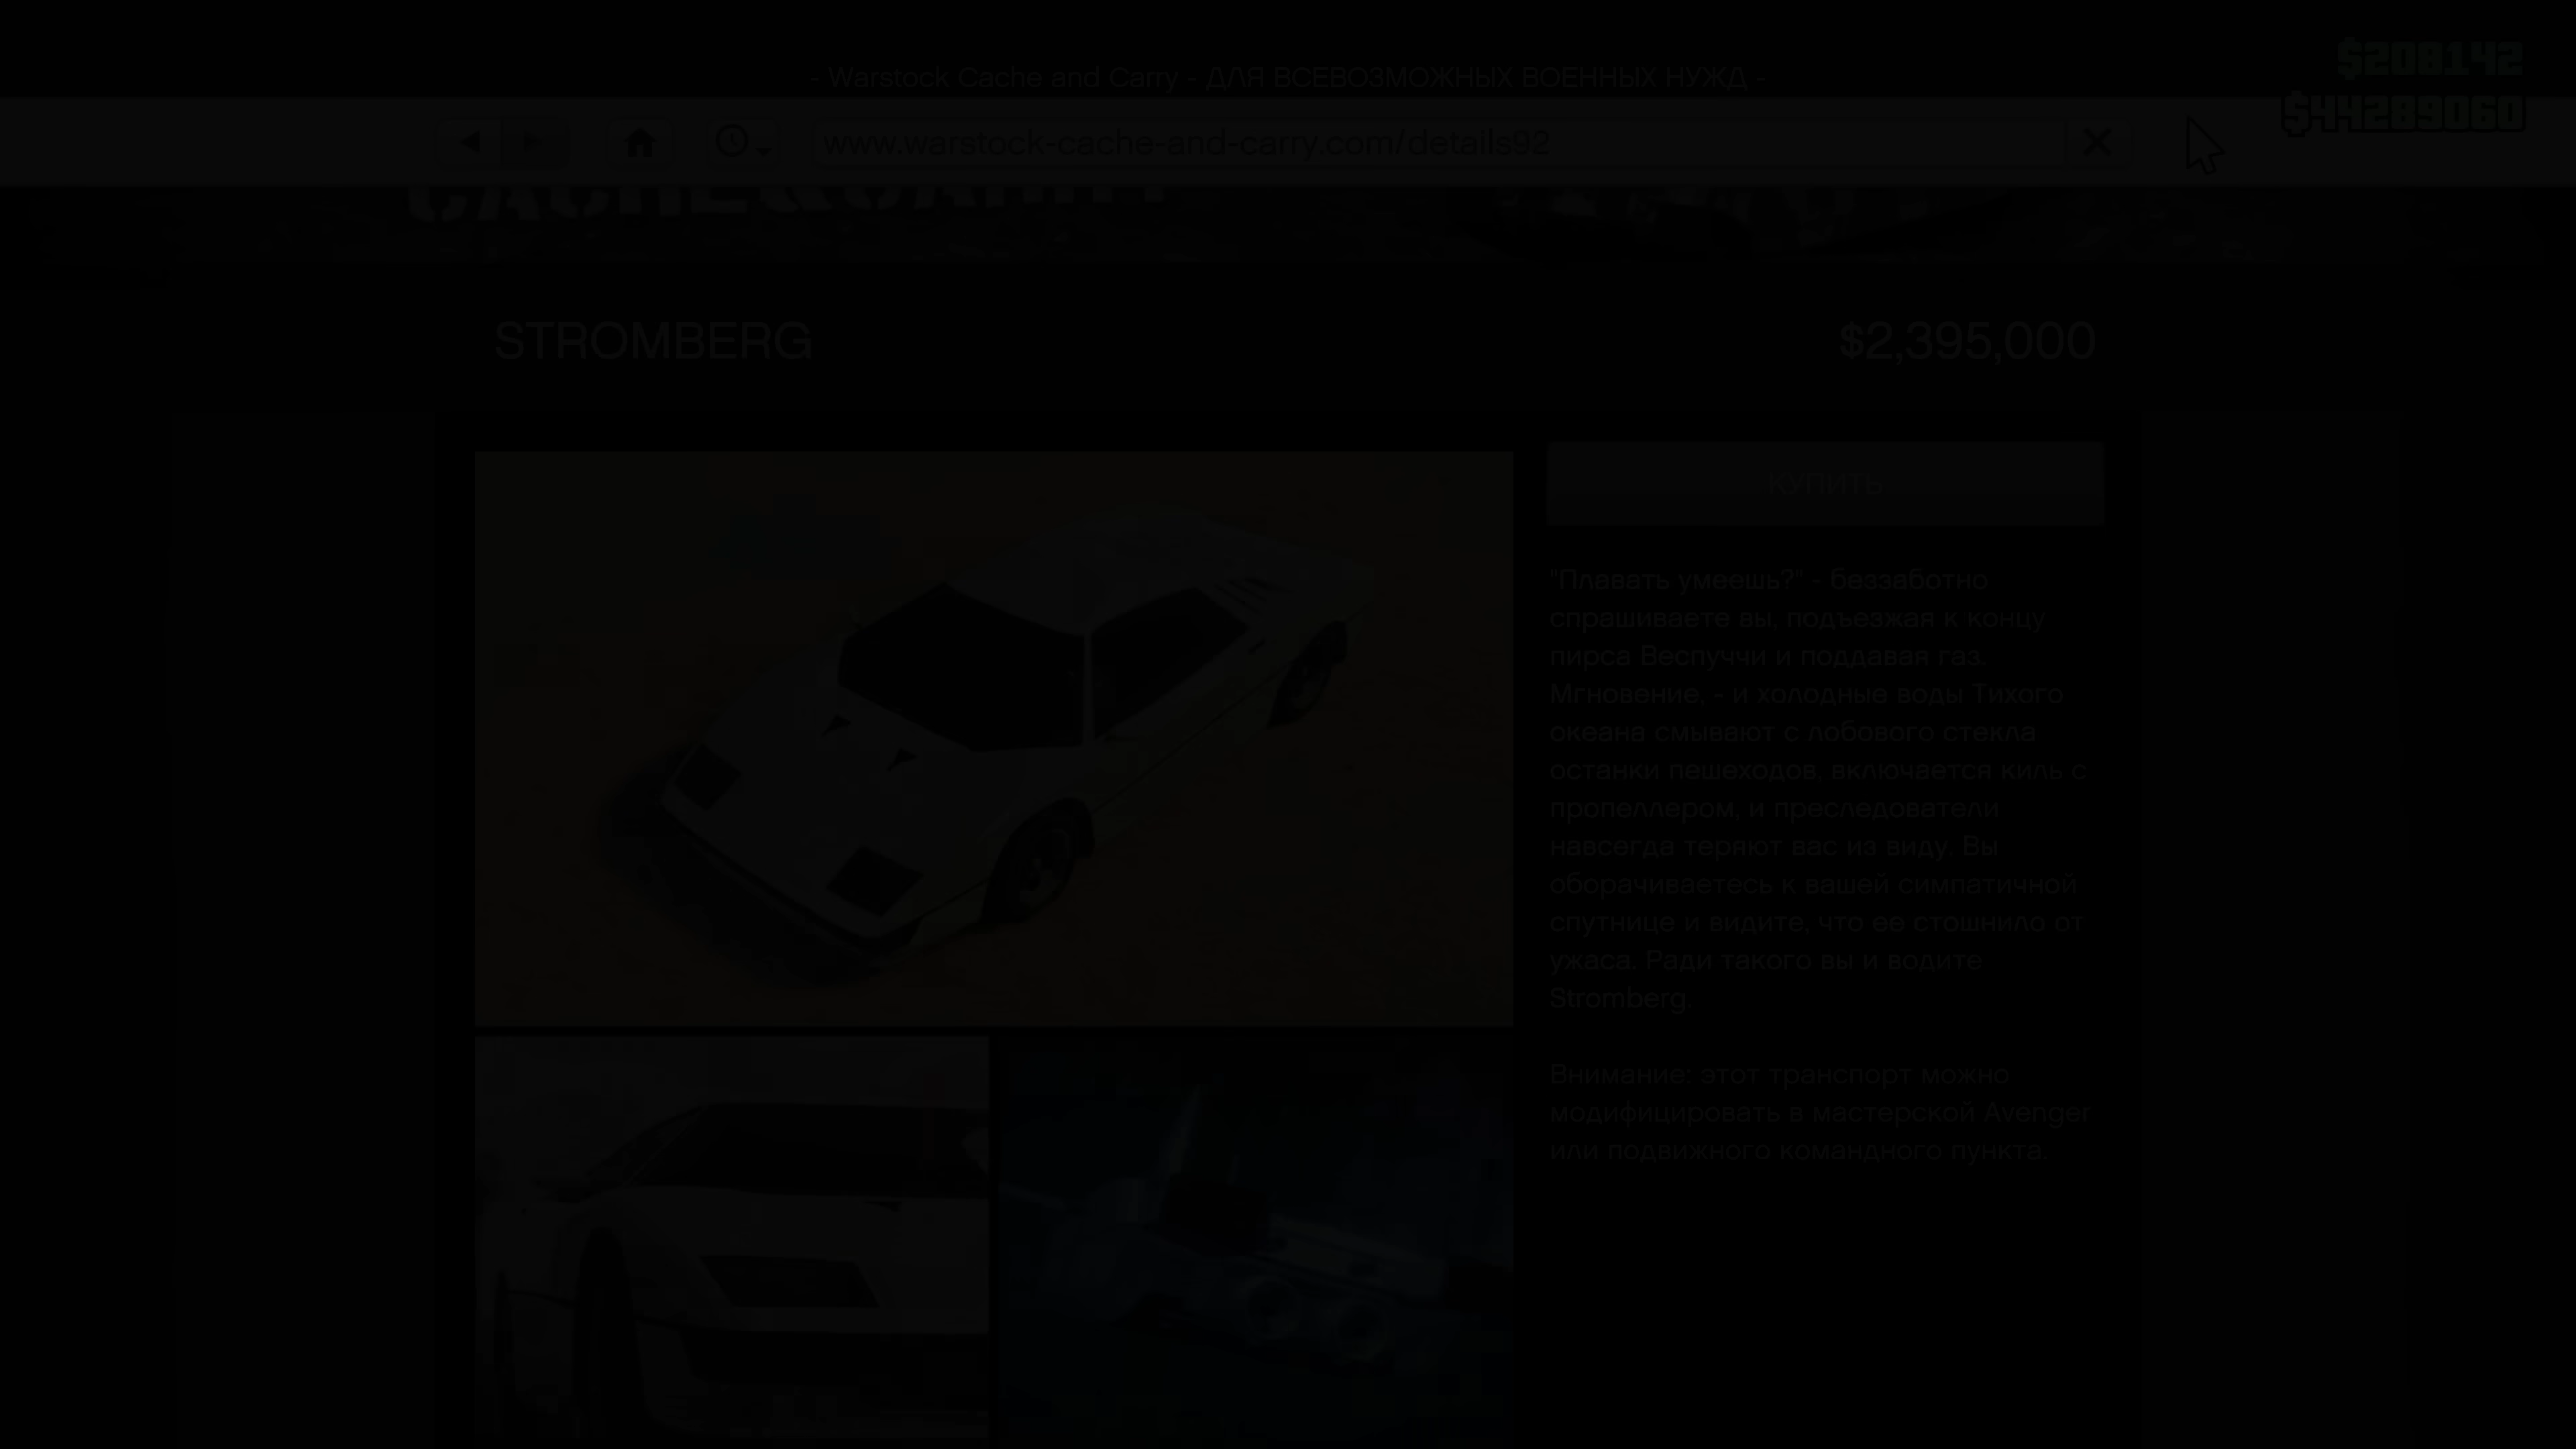 $208142
- Warstock Cache and Carry - ДЛЯ ВСЕВОЗМОЖНЫХ ВОЕННЫХ НУЖД -
$44289060
www.warstock-cache-and-carry.com/details92
CACHE & CARRY
STROMBERG
$2,395,000
КУПИТЬ
"Плавать умеешь?" - беззаботно
спрашиваете вы, подъезжая к концу
пирса Веспуччи и поддавая газ.
Мгновение, - и холодные воды Тихого
океана смывают с лобового стекла
останки пешеходов, включается киль с
пропеллером, и преследователи
навсегда теряют вас из виду. Вы
оборачиваетесь к вашей симпатичной
спутнице и видите, что ее стошнило от
ужаса. Ради такого вы и водите
Stromberg.
Внимание: этот транспорт можно
модифицировать в мастерской Avenger
или подвижного командного пункта.